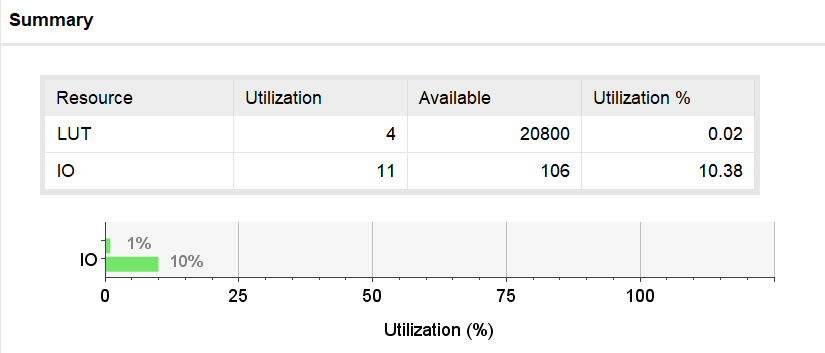 Summary
Resource Utilization Available Utilization %
LUT 4 20800 0.02
IO 11 106 10.38
1%
IO 10%
0 25 50 75 100
Utilization (%)